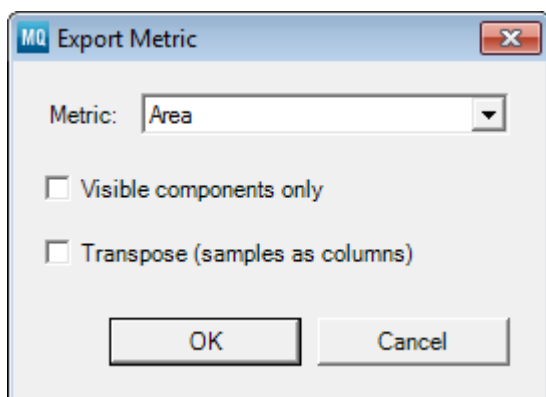 MQ Export Metric
Metric: Area
Visible components only
Transpose (samples as columns)
OK Cancel